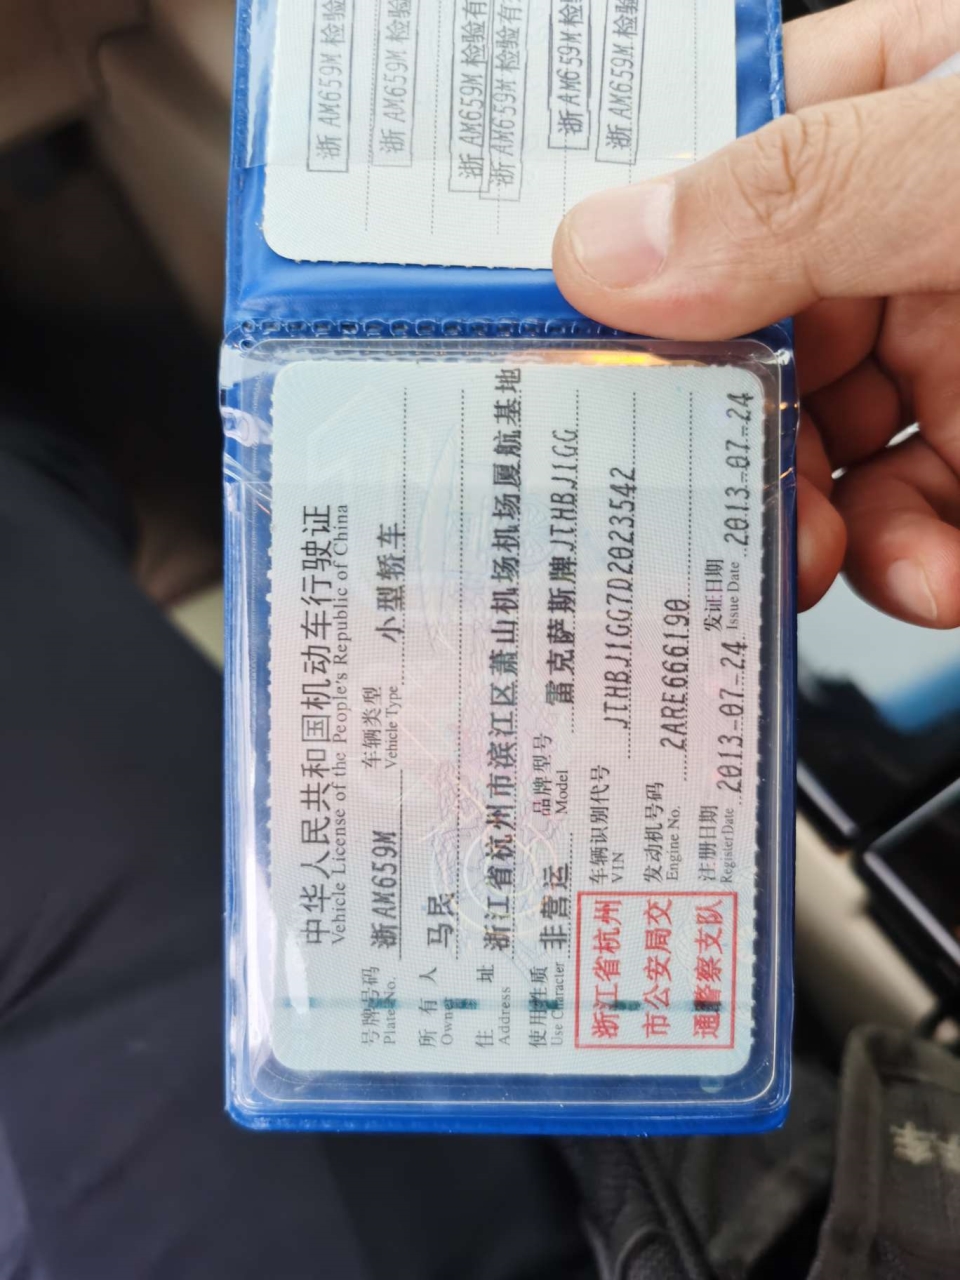 浙AM659M 检验
浙AM659M 检验
浙AM659M 检验有
浙AM659M 检验有
浙AM659M 检验
浙AM659M 检验
中华人民共和国机动车行驶证
Vehicle License of the People's Republic of China
号牌号码 浙AM659M 车辆类型 小型轿车
Plate No. Vehicle Type
所有人 马民
Owner
住址 浙江省杭州市滨江区萧山机场机场厦航基地
Address
使用性质 非营运 品牌型号 雷克萨斯牌JTHBJ1GG
Use Character Model
浙江省杭州
市公安局交
通警察支队
车辆识别代号 JTHBJ1GG7D2023542
VIN
发动机号码 2ARE666190
Engine No.
注册日期 2013-07-24 发证日期 2013-07-24
Register Date Issue Date